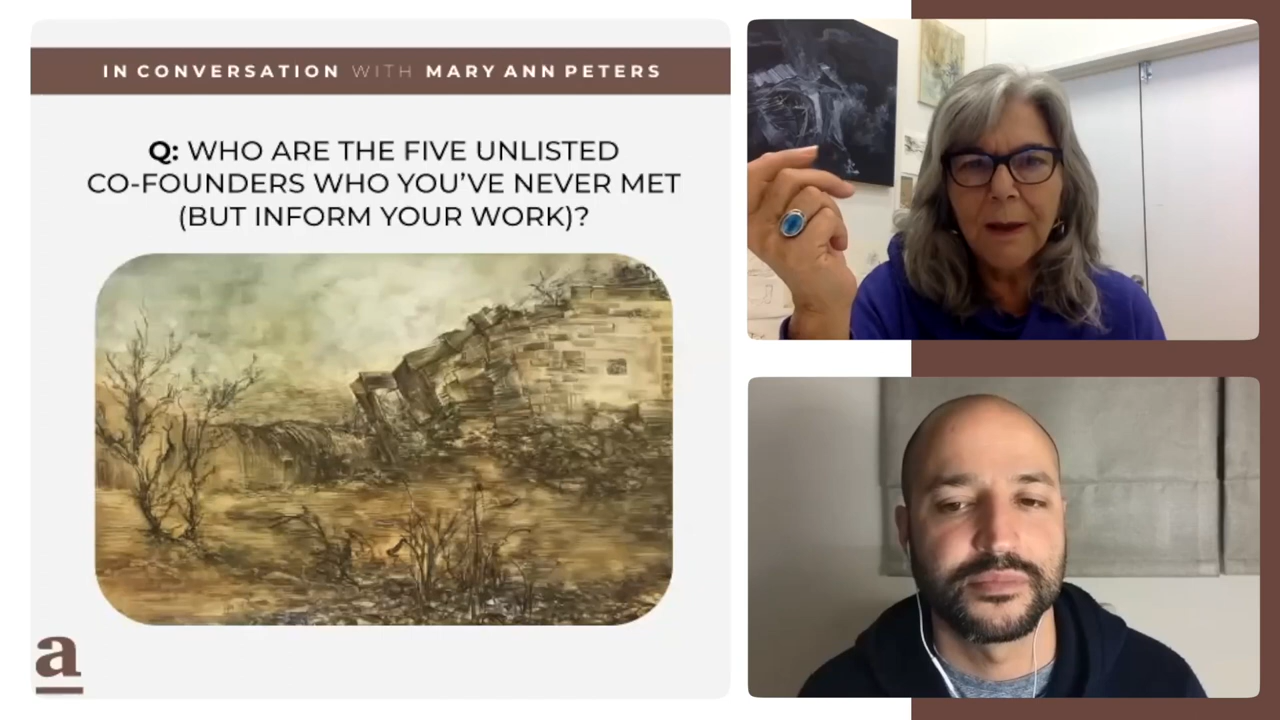 IN CONVERSATION WITH MARY ANN PETERS
Q: WHO ARE THE FIVE UNLISTED
CO-FOUNDERS WHO YOU’VE NEVER MET
(BUT INFORM YOUR WORK)?
a